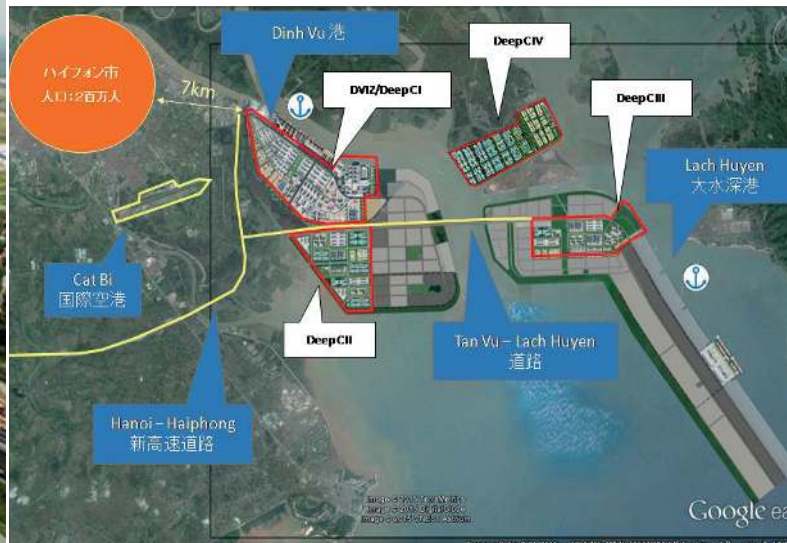 Dinh Vu 港
DeepCIV
ハイフォン市
人口:2百万人
7km
DVIZ/DeepCI
DeepCIII
Lach Huyen
大水深港
Cat Bi
国際空港
DeepCII
Tan Vu – Lach Huyen
道路
Hanoi – Haiphong
新高速道路
Google ea